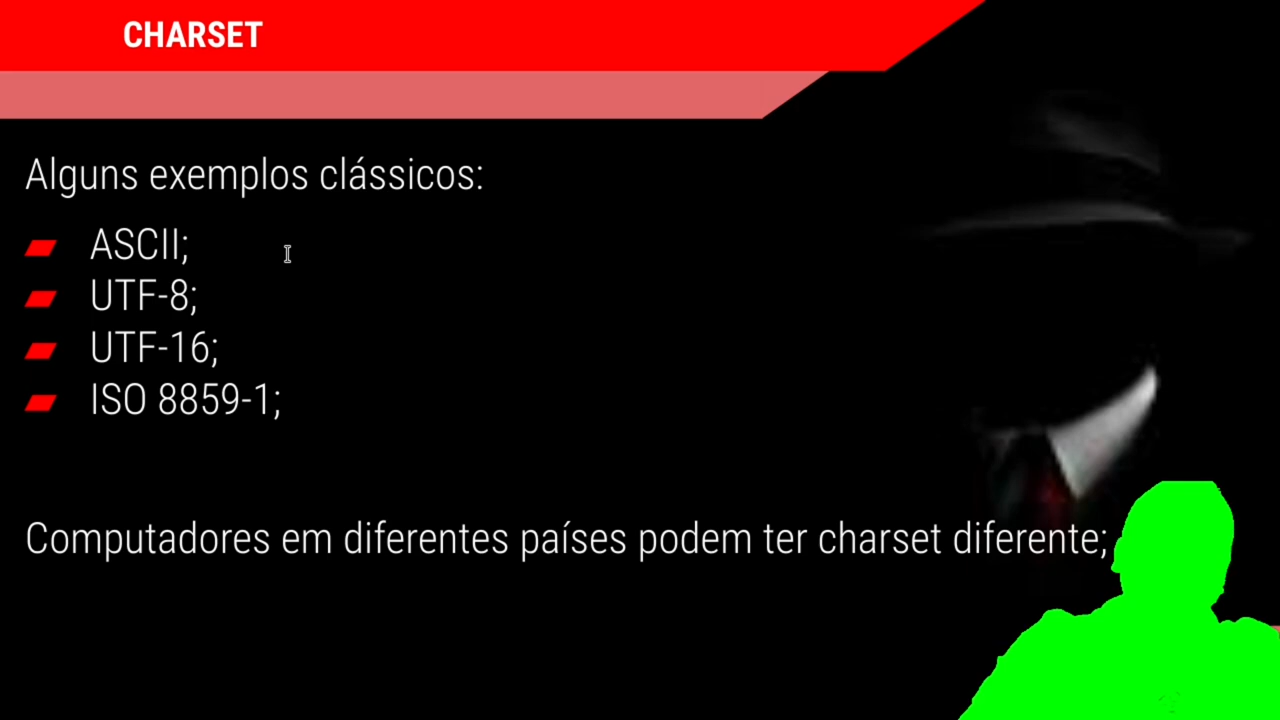 CHARSET
Alguns exemplos clássicos:
ASCII;
UTF-8;
UTF-16;
ISO 8859-1;
Computadores em diferentes países podem ter charset diferente;